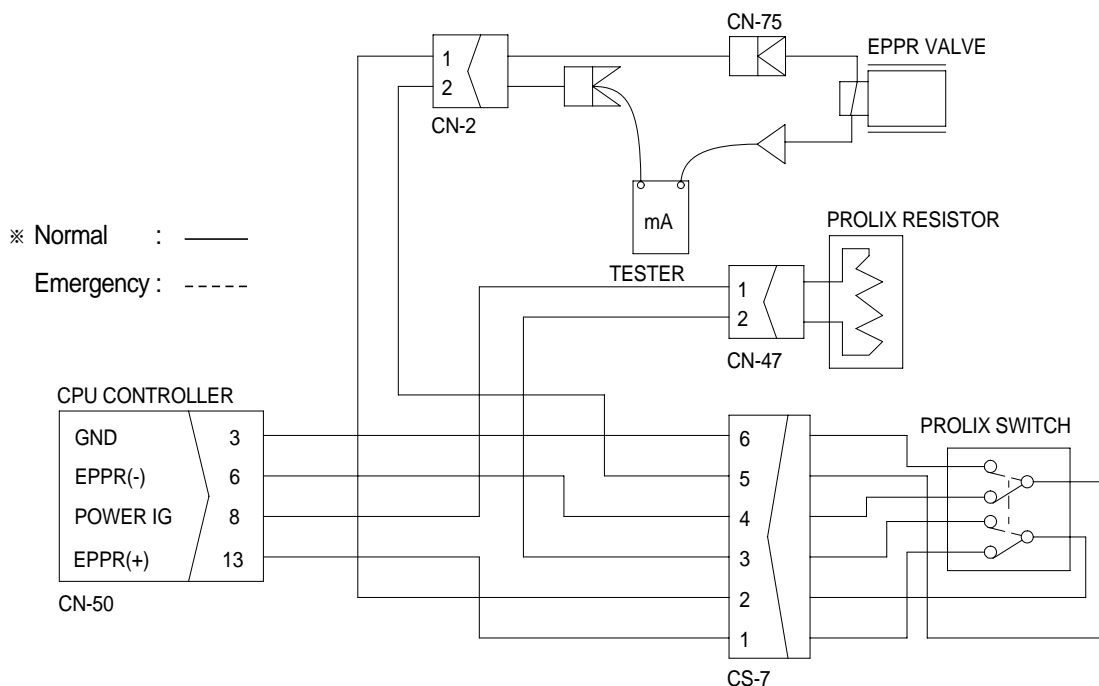 CN-75
EPPR VALVE
1
2
CN-2
mA
TESTER
※ Normal :
Emergency :
PROLIX RESISTOR
1
2
CN-47
CPU CONTROLLER
GND 3
EPPR(-) 6
POWER IG 8
EPPR(+) 13
CN-50
6
5
4
3
2
1
CS-7
PROLIX SWITCH